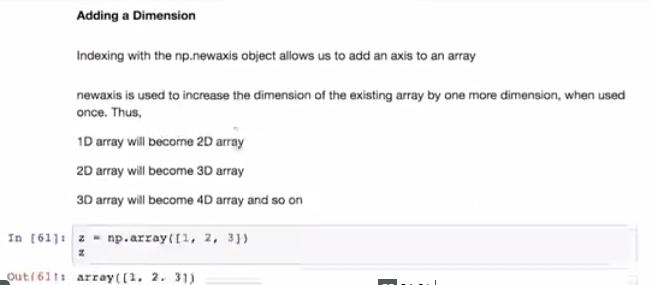 Adding a Dimension
Indexing with the np.newaxis object allows us to add an axis to an array
newaxis is used to increase the dimension of the existing array by one more dimension, when used
once. Thus,
1D array will become 2D array
2D array will become 3D array
3D array will become 4D array and so on
In [61]: z = np.array([1, 2, 3])
z
Out[61]: array([1, 2, 3])